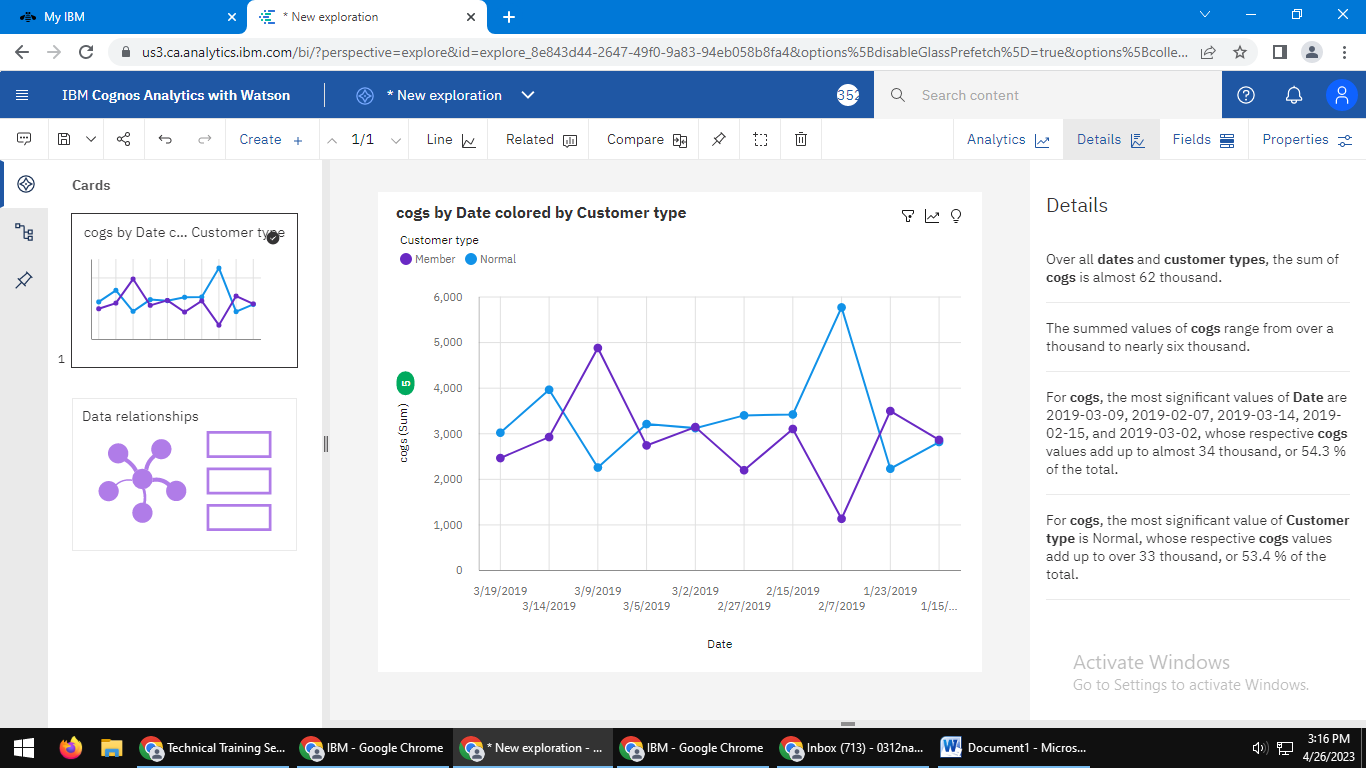 My IBM
* New exploration
us3.ca.analytics.ibm.com/bi/?perspective=explore&id=explore_8e843d44-2647-49f0-9a83-94eb058b8fa4&options%5BdisableGlassPrefetch%5D=true&options%5Bcolle...
IBM Cognos Analytics with Watson
* New exploration
352
Search content
Create +
1/1
Line
Related
Compare
Analytics
Details
Fields
Properties
Cards
cogs by Date c... Customer type
1
Data relationships
cogs by Date colored by Customer type
Customer type
Member
Normal
6,000
5,000
4,000
3,000
2,000
1,000
0
cogs (Sum)
5
3/19/2019
3/14/2019
3/9/2019
3/5/2019
3/2/2019
2/27/2019
2/15/2019
2/7/2019
1/23/2019
1/15/...
Date
Details
Over all dates and customer types, the sum of
cogs is almost 62 thousand.
The summed values of cogs range from over a
thousand to nearly six thousand.
For cogs, the most significant values of Date are
2019-03-09, 2019-02-07, 2019-03-14, 2019-
02-15, and 2019-03-02, whose respective cogs
values add up to almost 34 thousand, or 54.3 %
of the total.
For cogs, the most significant value of Customer
type is Normal, whose respective cogs values
add up to over 33 thousand, or 53.4 % of the
total.
Activate Windows
Go to Settings to activate Windows.
Technical Training Se...
IBM - Google Chrome
* New exploration - ...
IBM - Google Chrome
Inbox (713) - 0312na...
Document1 - Micros...
3:16 PM
4/26/2023